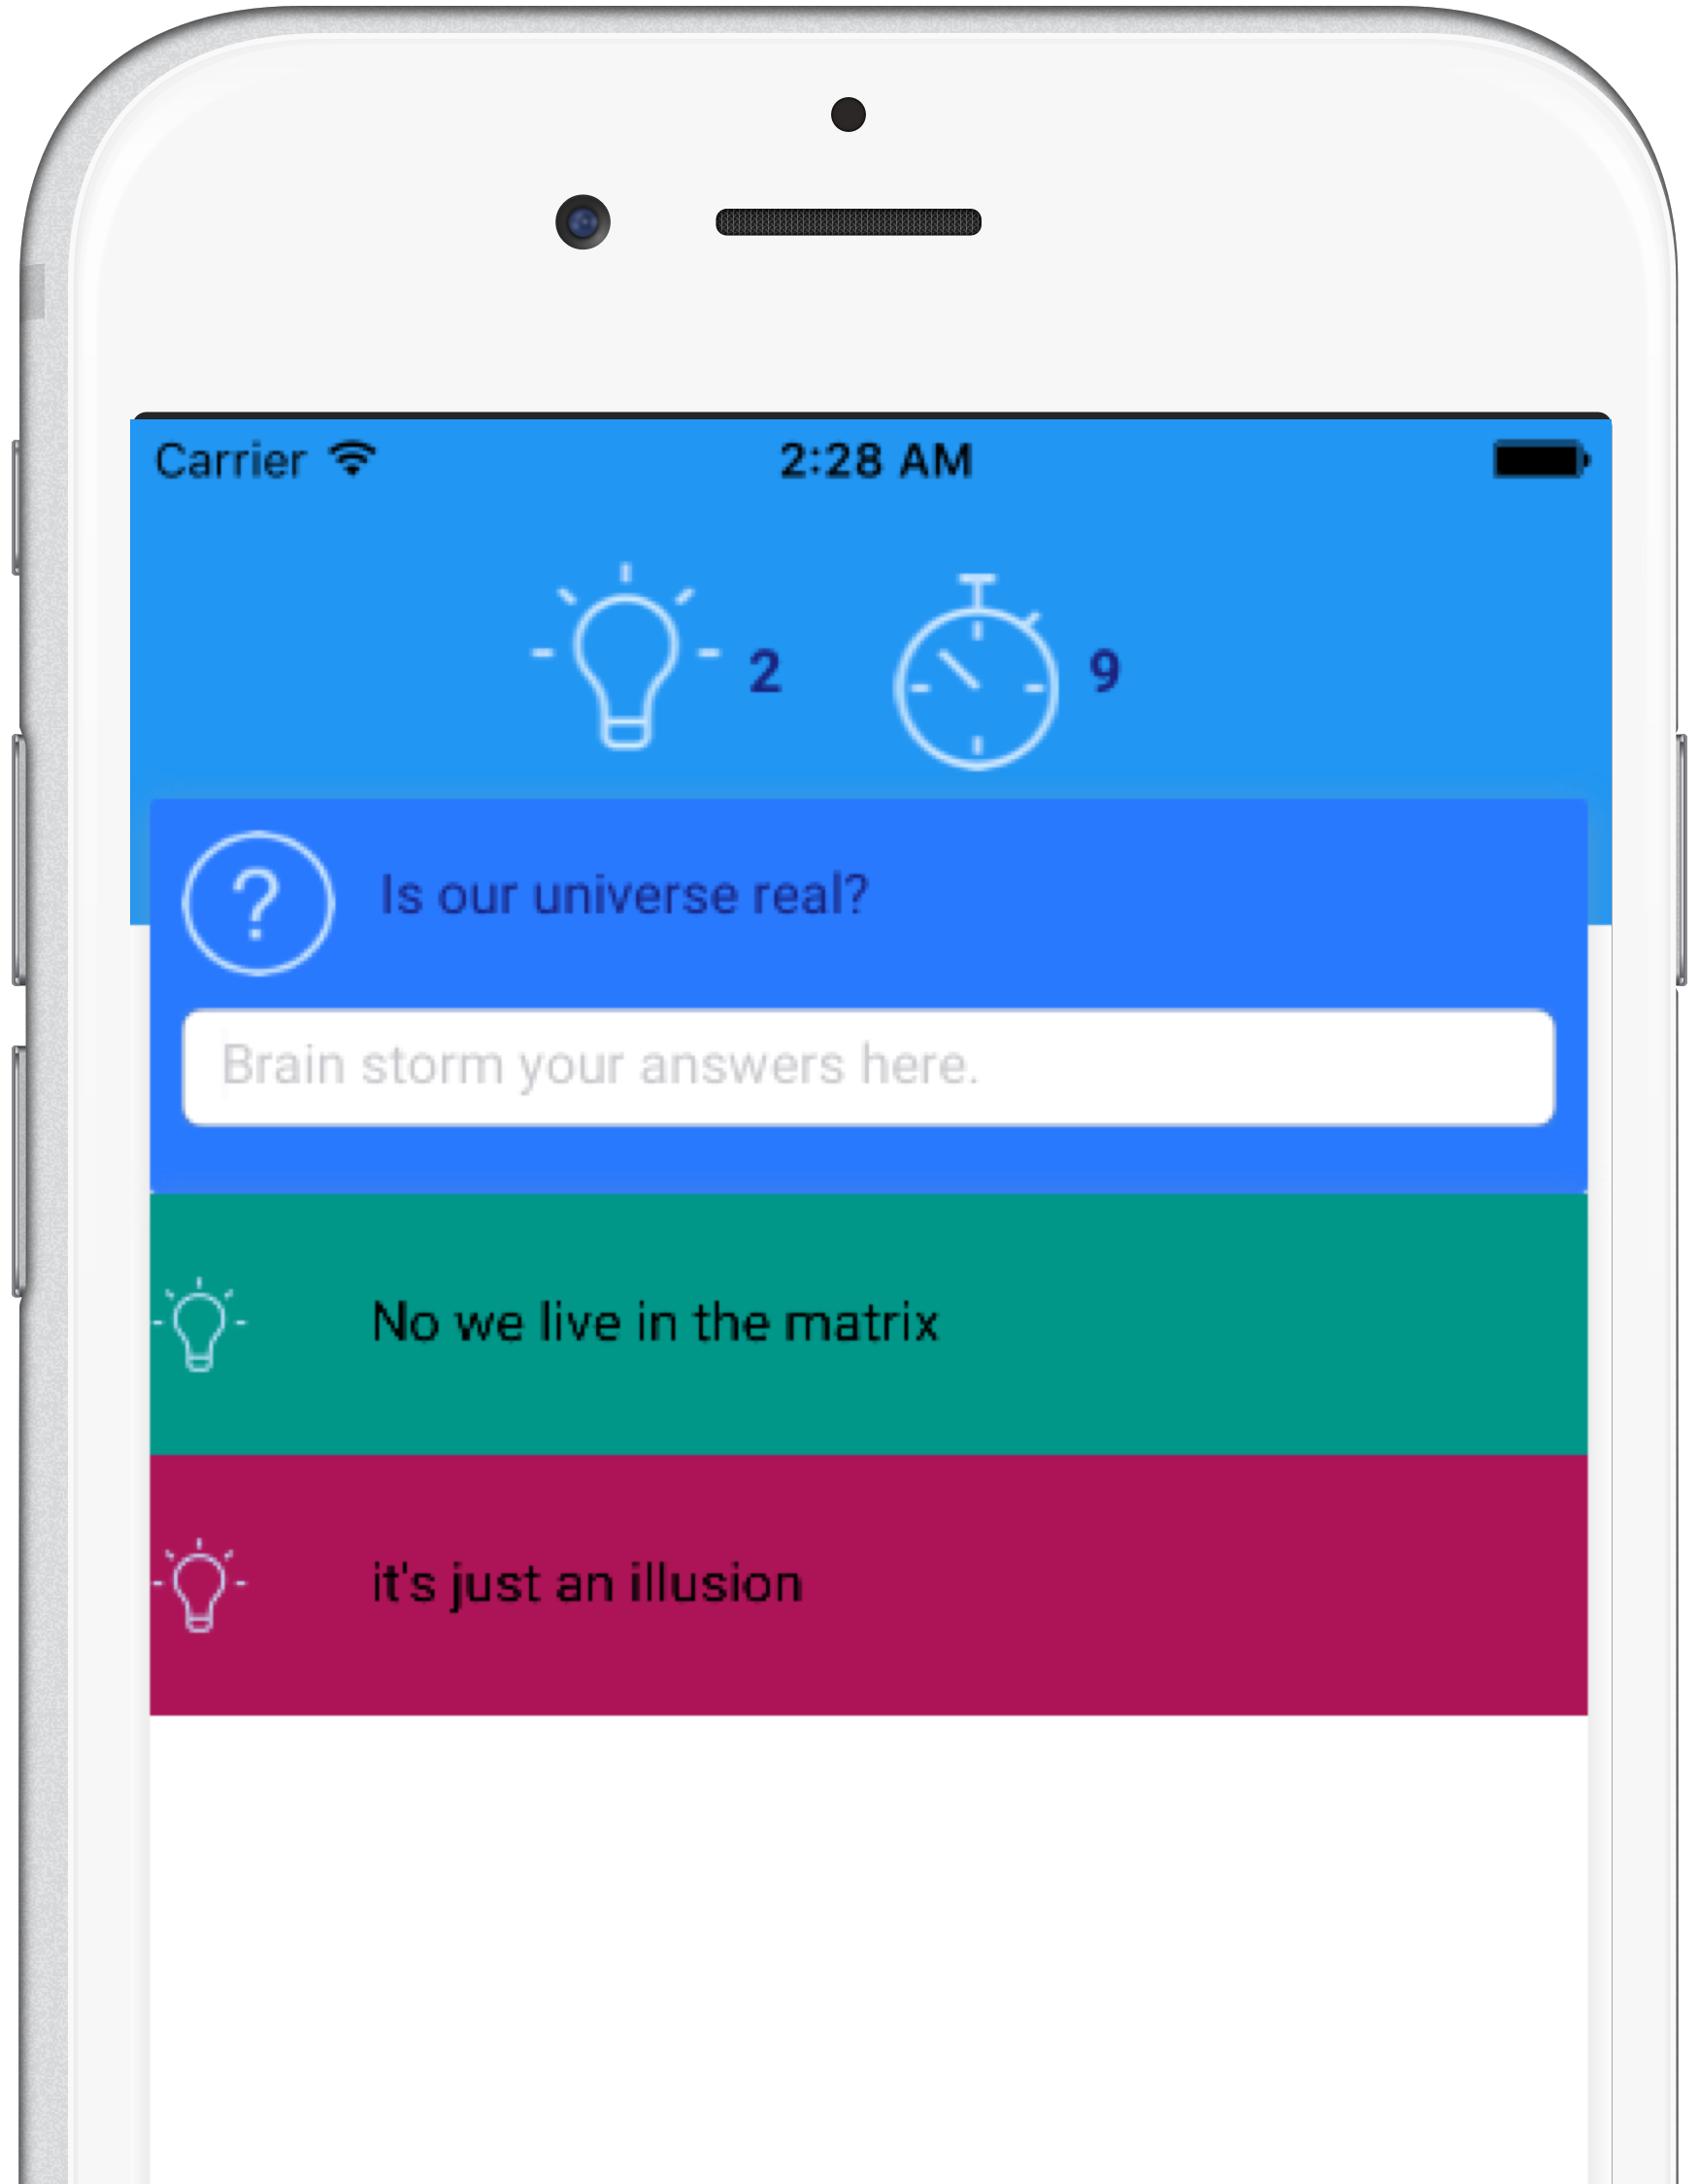 Carrier 2:28 AM
2 9
? Is our universe real?
Brain storm your answers here.
No we live in the matrix
it's just an illusion